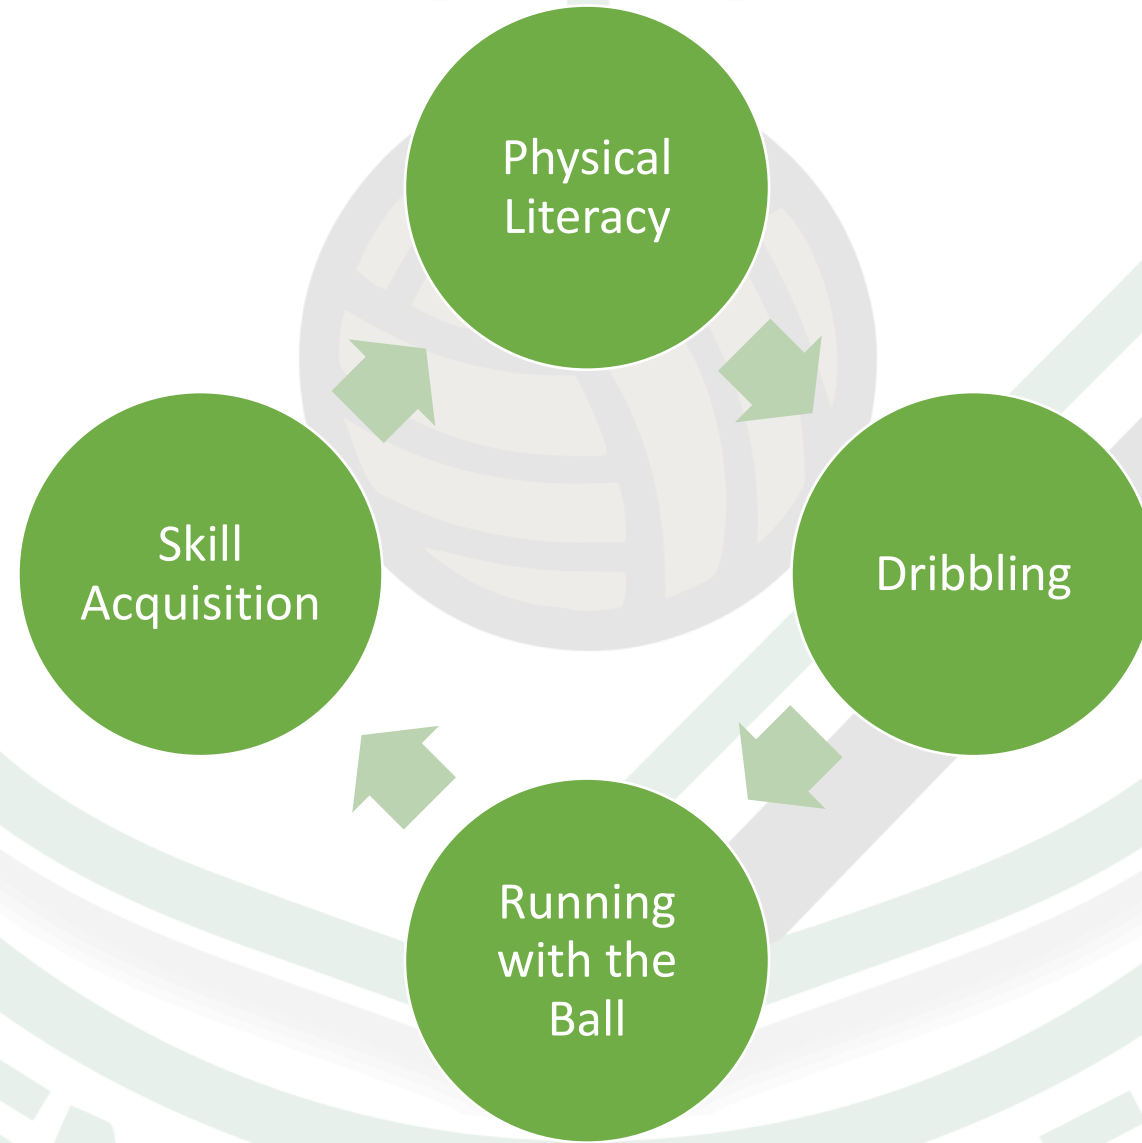 Physical
Literacy
Dribbling
Running
with the
Ball
Skill
Acquisition